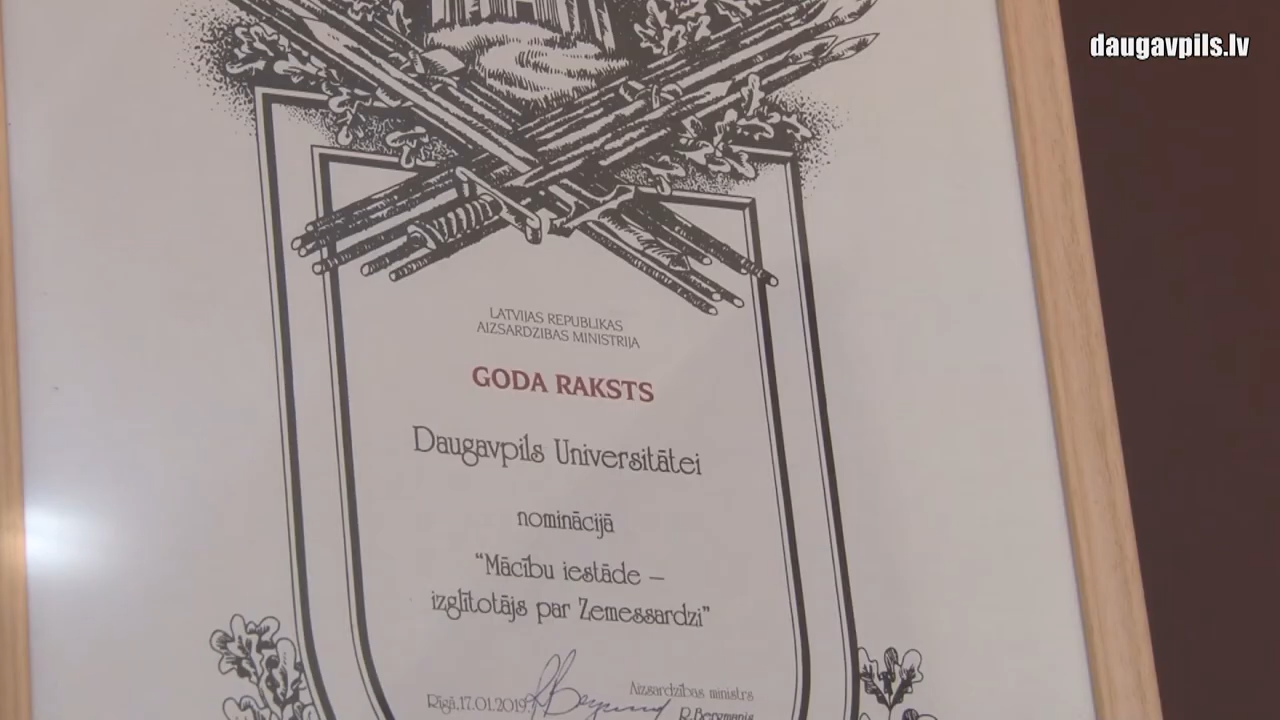 daugavpils.lv
LATVIJAS REPUBLIKAS
AIZSARDZĪBAS MINISTRIJA
GODA RAKSTS
Daugavpils Universitātei
nominācijā
“Mācību iestāde –
izglītotājs par Zemessardzi”
Aizsardzības ministrs
Rīgā,17.01.2019.
R.Bergmanis